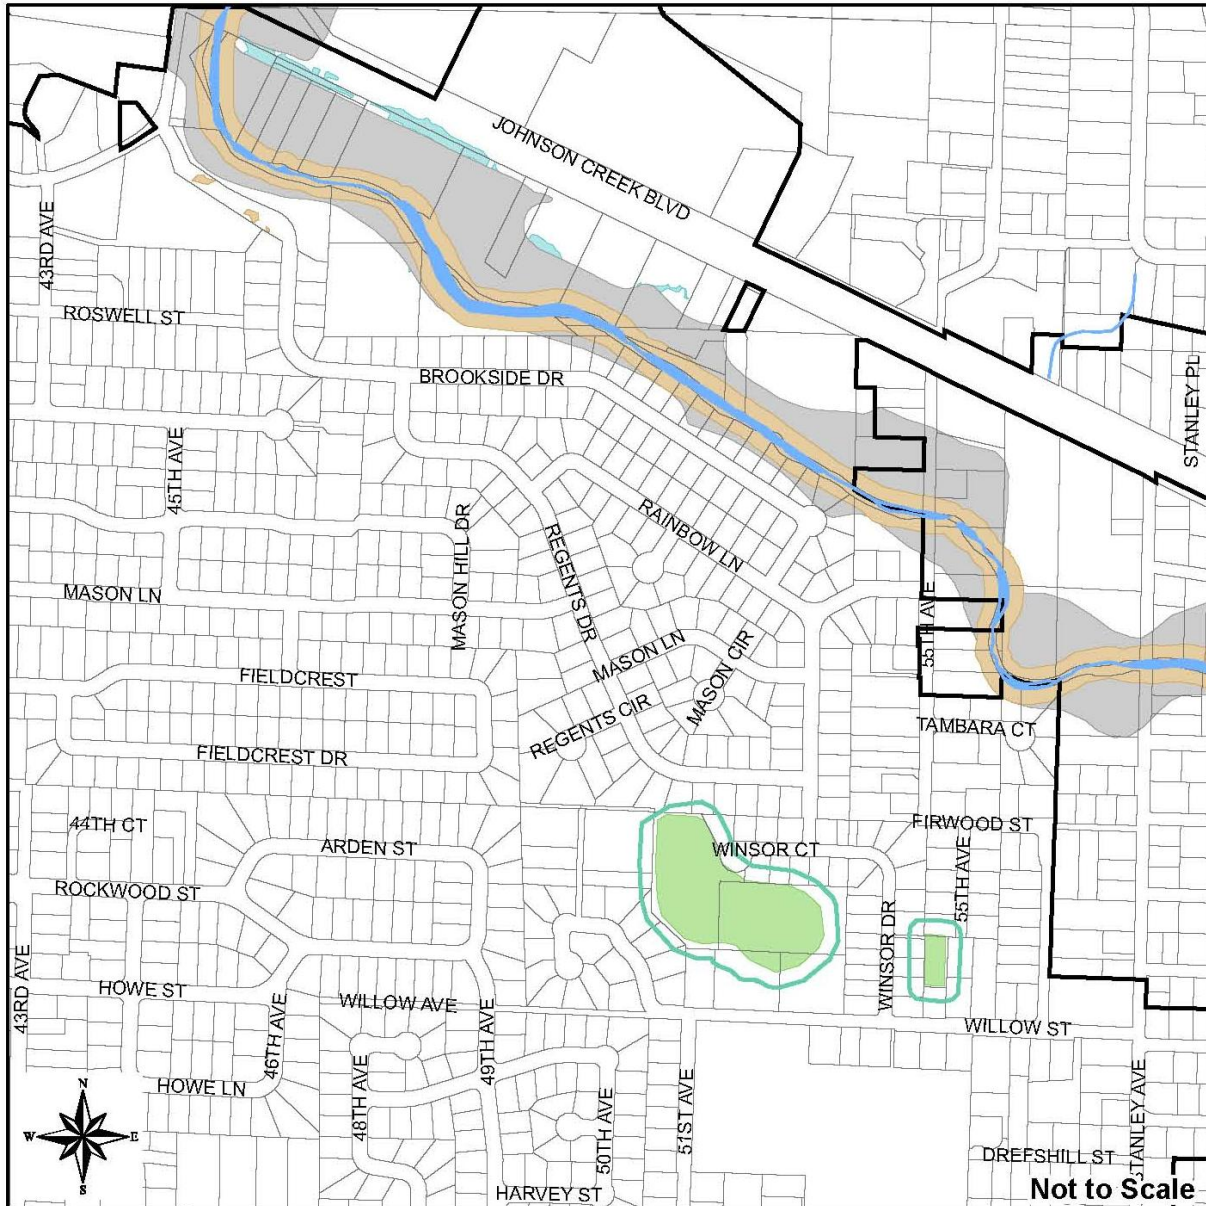 JOHNSON CREEK BLVD
43RD AVE
ROSWELL ST
STANLEY PL
BROOKSIDE DR
45TH AVE
RAINBOW LN
MASON HILL DR
REGENTS DR
MASON LN
55TH AVE
MASON LN
MASON CIR
FIELDCREST
REGENTS CIR
TAMBARA CT
FIELDCREST DR
44TH CT
FIRWOOD ST
ARDEN ST
WINSOR CT
ROCKWOOD ST
55TH AVE
WINSOR DR
43RD AVE
HOWE ST
WILLOW AVE
46TH AVE
49TH AVE
WILLOW ST
HOWE LN
48TH AVE
50TH AVE
51ST AVE
STANLEY AVE
N
W E
S
DREFSHILL ST
HARVEY ST
Not to Scale